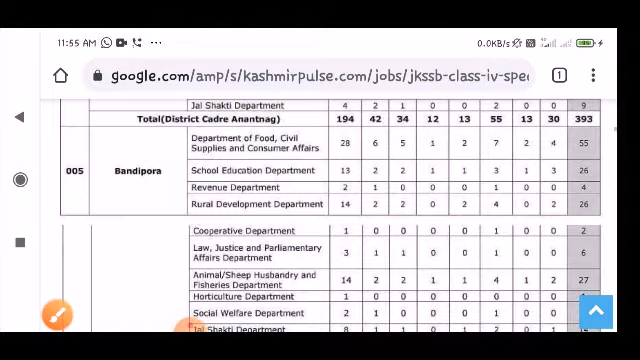 11:55 AM ... 0.0KB/s
google.com/amp/s/kashmirpulse.com/jobs/jkssb-class-iv-spe 1
Jal Shakti Department 4 2 1 0 0 2 0 0 9
Total(District Cadre Anantnag) 194 42 34 12 13 55 13 30 393
Department of Food, Civil
Supplies and Consumer Affairs 28 6 5 1 2 7 2 4 55
005 Bandipora School Education Department 13 2 2 1 1 3 1 3 26
Revenue Department 2 1 0 0 0 1 0 0 4
Rural Development Department 14 2 2 0 2 4 0 2 26
Cooperative Department 1 0 0 0 0 1 0 0 2
Law, Justice and Parliamentary
Affairs Department 3 1 1 0 0 1 0 0 6
Animal/Sheep Husbandry and
Fisheries Department 14 2 2 1 1 4 1 2 27
Horticulture Department 1 0 0 0 0 0 0 0
Social Welfare Department 2 1 0 0 0 1 0 0
Jal Shakti Department 8 1 1 0 1 2 0 1